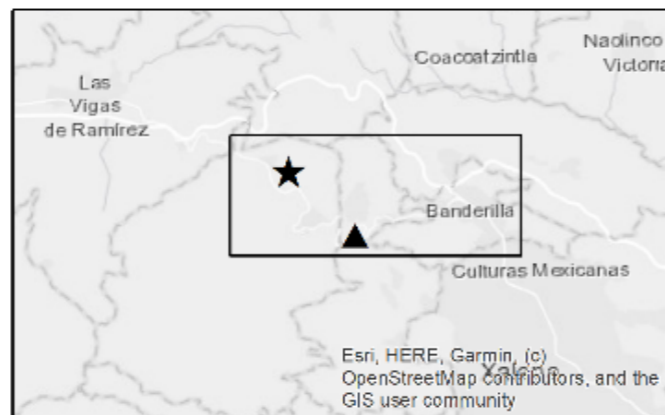 Naolinco
Victoria
Coacoatzintla
Las
Vigas
de Ramírez
Banderilla
Culturas Mexicanas
Xalapa
Esri, HERE, Garmin, (c)
OpenStreetMap contributors, and the
GIS user community